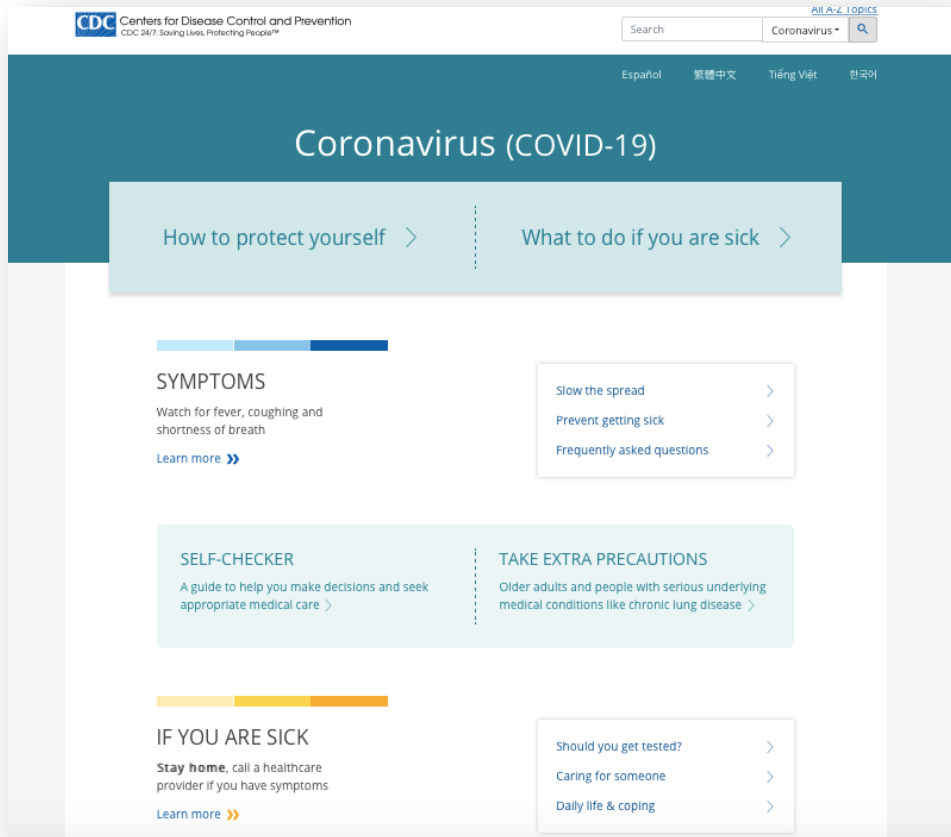 All A-Z Topics
CDC Centers for Disease Control and Prevention
CDC 24/7: Saving Lives, Protecting People™
Search
Coronavirus
Español 繁體中文 Tiếng Việt 한국어
Coronavirus (COVID-19)
How to protect yourself
What to do if you are sick
SYMPTOMS
Watch for fever, coughing and
shortness of breath
Learn more
Slow the spread
Prevent getting sick
Frequently asked questions
SELF-CHECKER
A guide to help you make decisions and seek
appropriate medical care
TAKE EXTRA PRECAUTIONS
Older adults and people with serious underlying
medical conditions like chronic lung disease
IF YOU ARE SICK
Stay home, call a healthcare
provider if you have symptoms
Learn more
Should you get tested?
Caring for someone
Daily life & coping